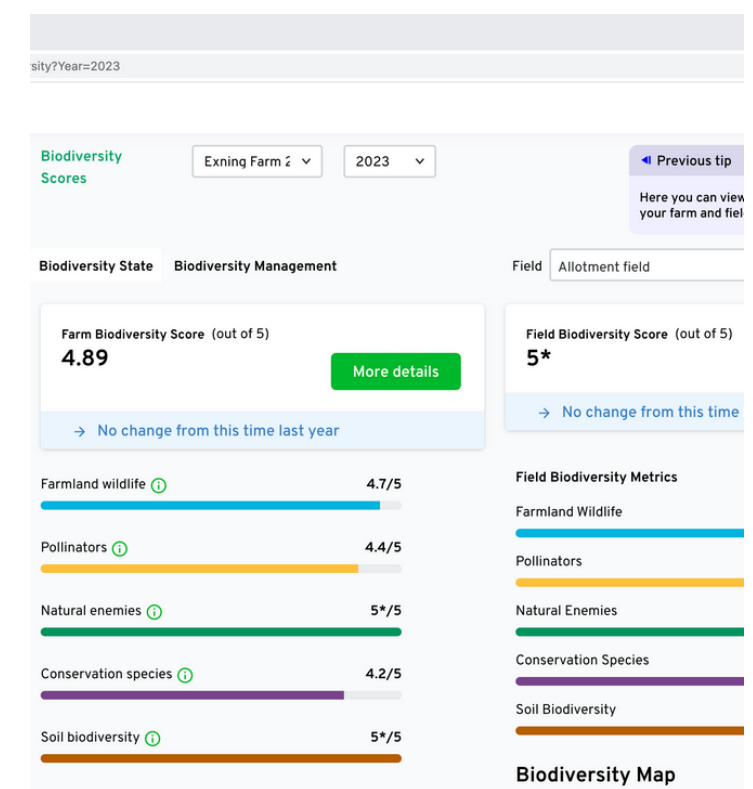 sity?Year=2023
Biodiversity
Scores
Exning Farm 2
2023
Previous tip
Here you can view
your farm and fiel
Biodiversity State
Biodiversity Management
Field
Allotment field
Farm Biodiversity Score (out of 5)
4.89
More details
→ No change from this time last year
Field Biodiversity Score (out of 5)
5*
→ No change from this time
Farmland wildlife
4.7/5
Pollinators
4.4/5
Natural enemies
5*/5
Conservation species
4.2/5
Soil biodiversity
5*/5
Field Biodiversity Metrics
Farmland Wildlife
Pollinators
Natural Enemies
Conservation Species
Soil Biodiversity
Biodiversity Map